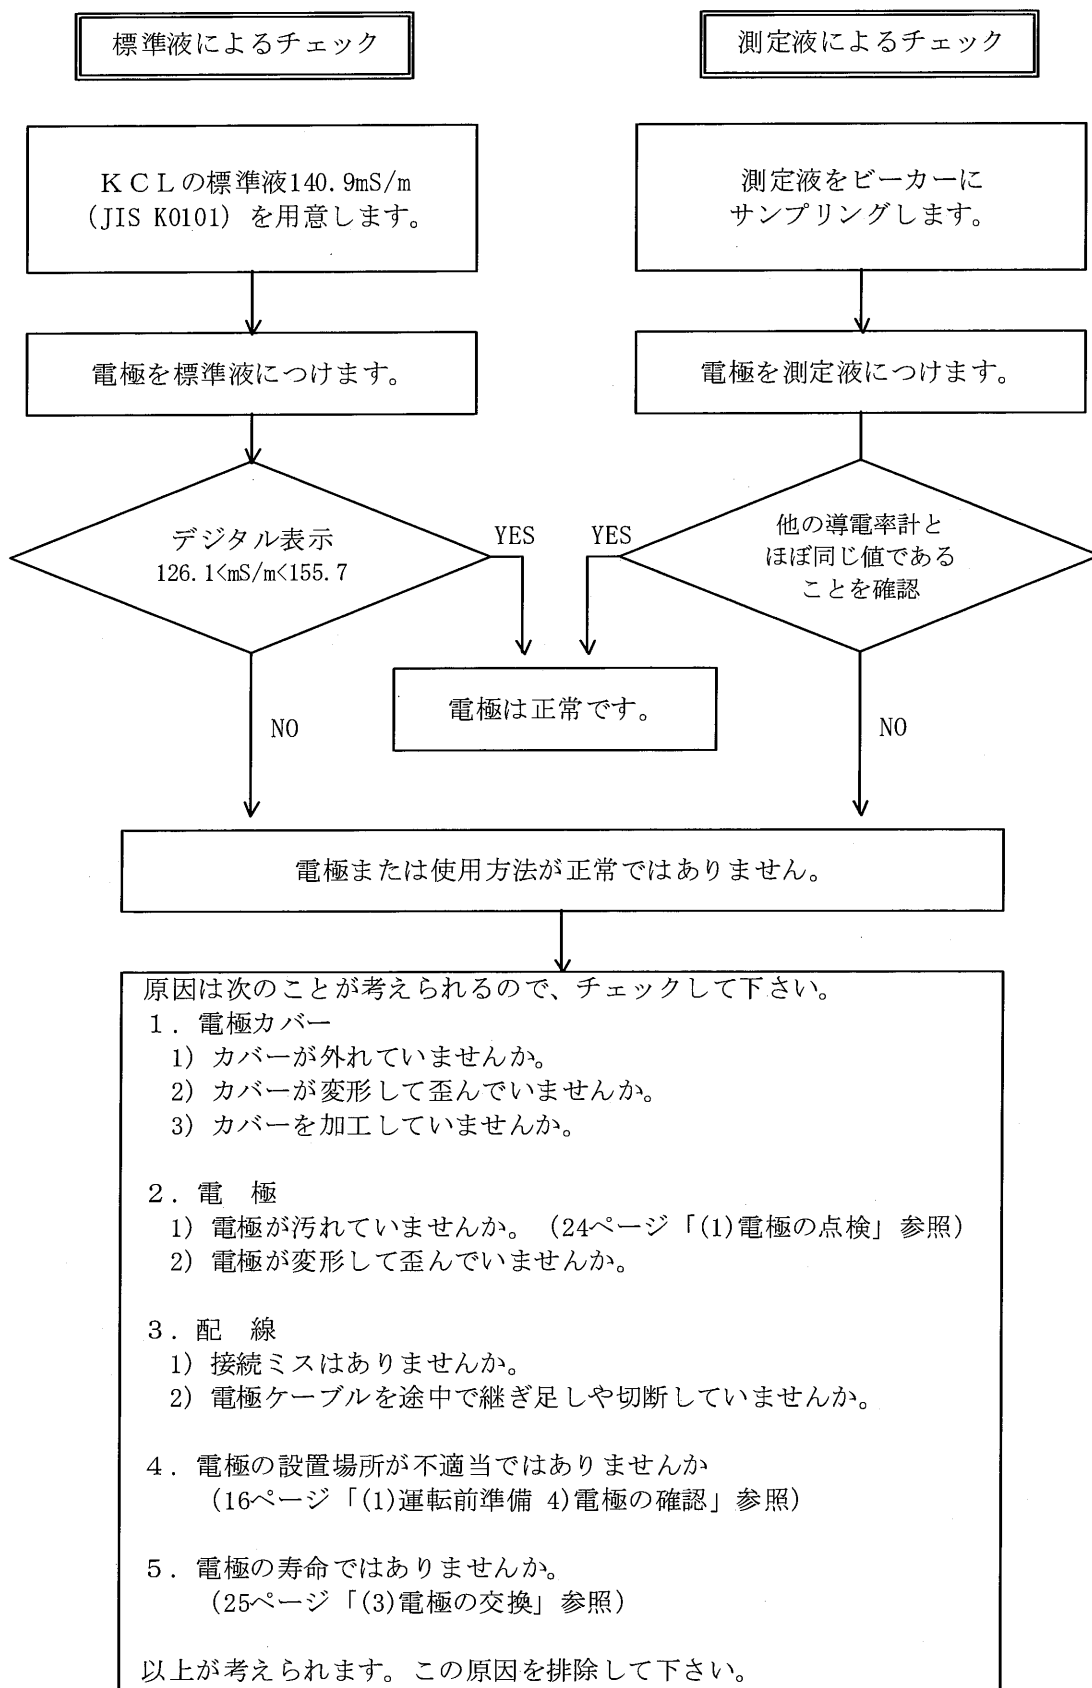 標準液によるチェック
KCLの標準液140.9mS/m
(JIS K0101) を用意します。
電極を標準液につけます。
デジタル表示
126.1<mS/m<155.7
YES
NO
測定液によるチェック
測定液をビーカーに
サンプリングします。
電極を測定液につけます。
他の導電率計と
ほぼ同じ値である
ことを確認
YES
NO
電極は正常です。
電極または使用方法が正常ではありません。
原因は次のことが考えられるので、チェックして下さい。
1. 電極カバー
1) カバーが外れていませんか。
2) カバーが変形して歪んでいませんか。
3) カバーを加工していませんか。
2. 電 極
1) 電極が汚れていませんか。 (24ページ「(1)電極の点検」参照)
2) 電極が変形して歪んでいませんか。
3. 配 線
1) 接続ミスはありませんか。
2) 電極ケーブルを途中で継ぎ足しや切断していませんか。
4. 電極の設置場所が不適当ではありませんか
(16ページ「(1)運転前準備 4)電極の確認」参照)
5. 電極の寿命ではありませんか。
(25ページ「(3)電極の交換」参照)
以上が考えられます。この原因を排除して下さい。